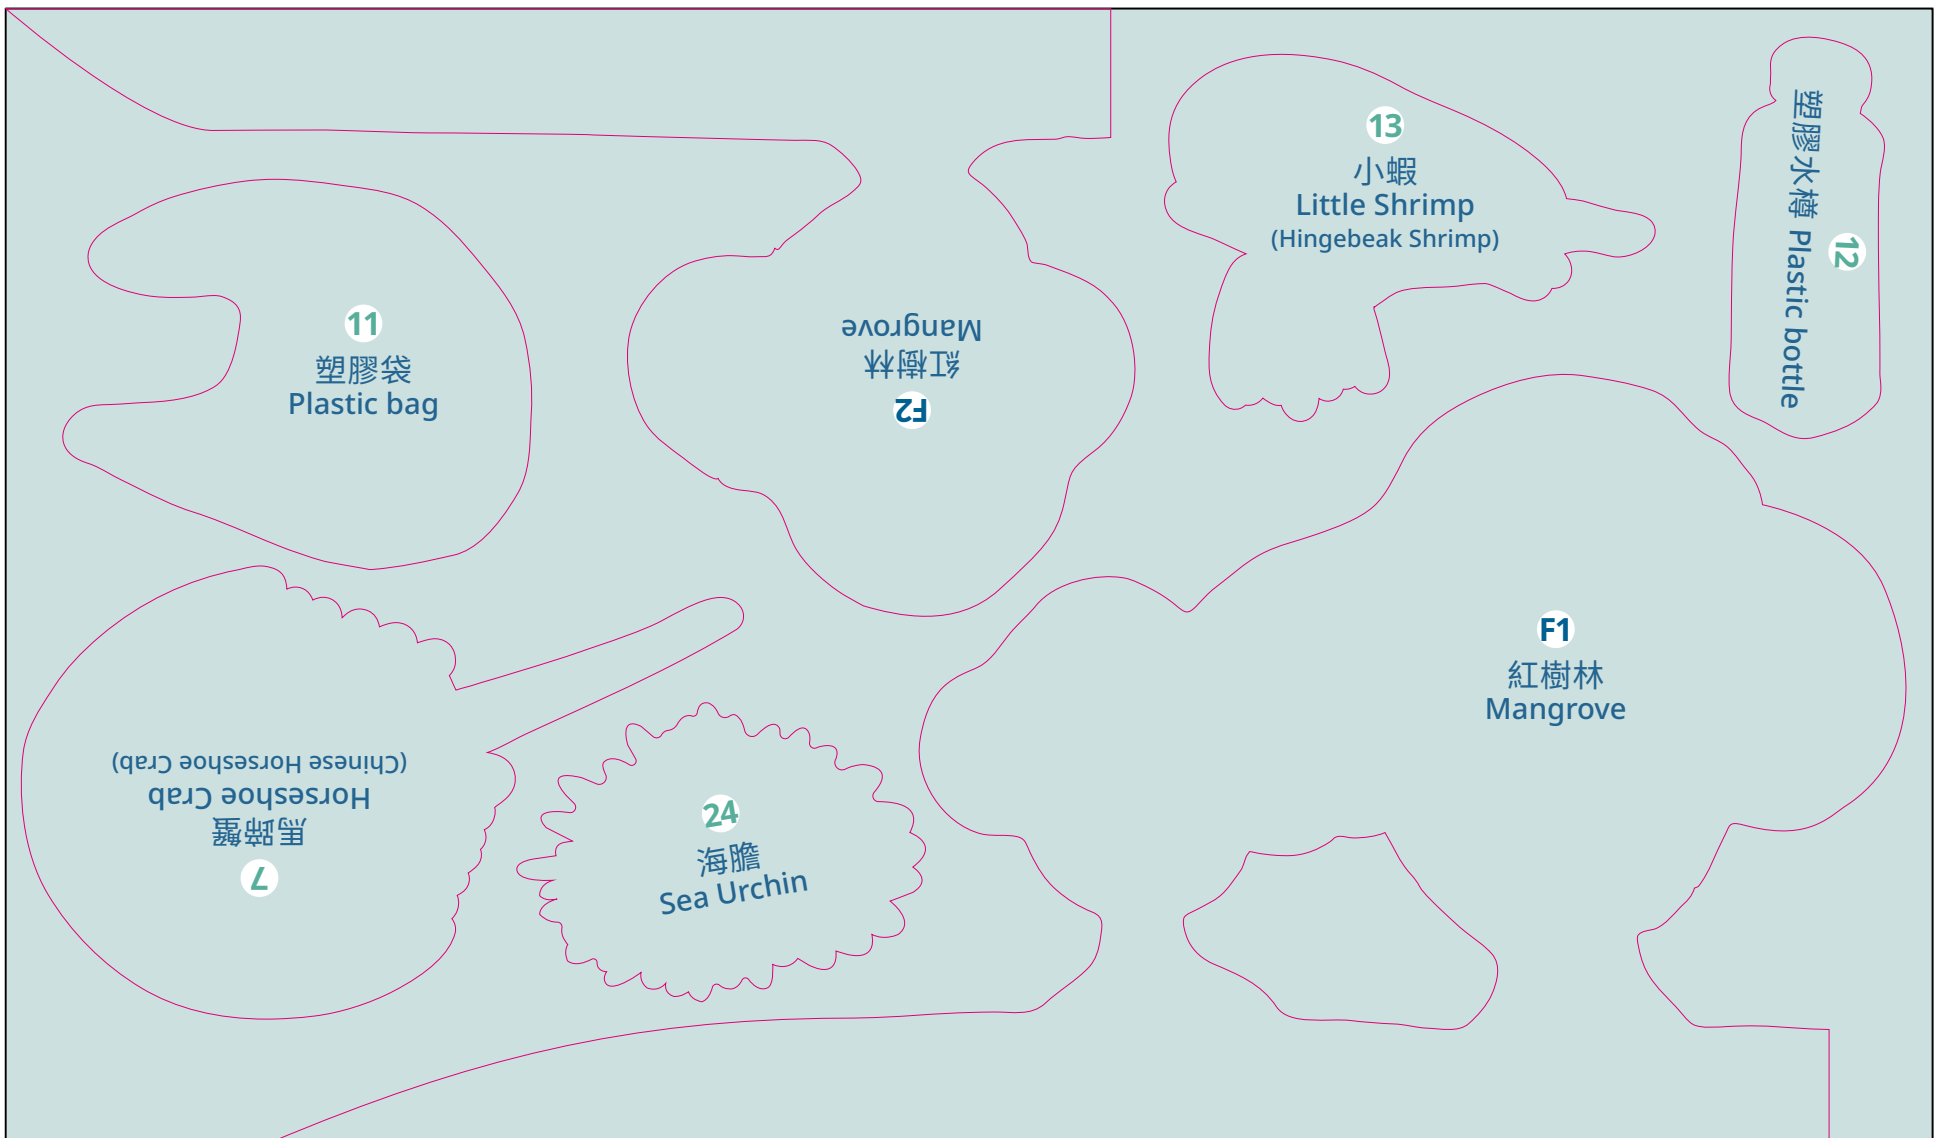 11
塑膠袋
Plastic bag
F2
紅樹林
Mangrove
13
小蝦
Little Shrimp
(Hingebeak Shrimp)
12
塑膠水樽 Plastic bottle
7
馬蹄蟹
Horseshoe Crab
(Chinese Horseshoe Crab)
24
海膽
Sea Urchin
F1
紅樹林
Mangrove